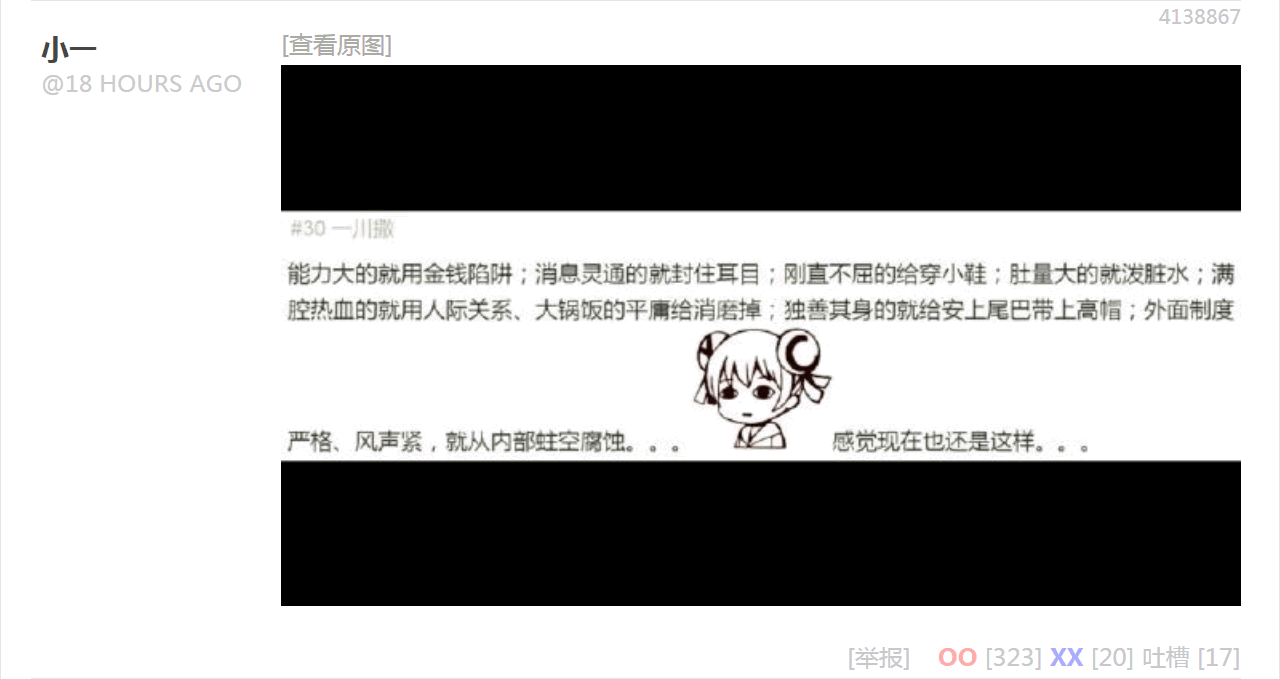 4138867
小一
@18 HOURS AGO
[查看原图]
#30 一川撒
能力大的就用金钱陷阱；消息灵通的就封住耳目；刚直不屈的给穿小鞋；肚量大的就泼脏水；满
腔热血的就用人际关系、大锅饭的平庸给消磨掉；独善其身的就给安上尾巴带上高帽；外面制度
严格、风声紧，就从内部蛀空腐蚀。。。 感觉现在也还是这样。。。
[举报] OO [323] XX [20] 吐槽 [17]